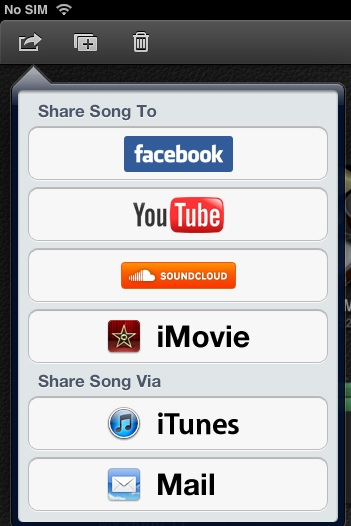 No SIM
Share Song To
facebook
YouTube
SOUNDCLOUD
iMovie
Share Song Via
iTunes
Mail